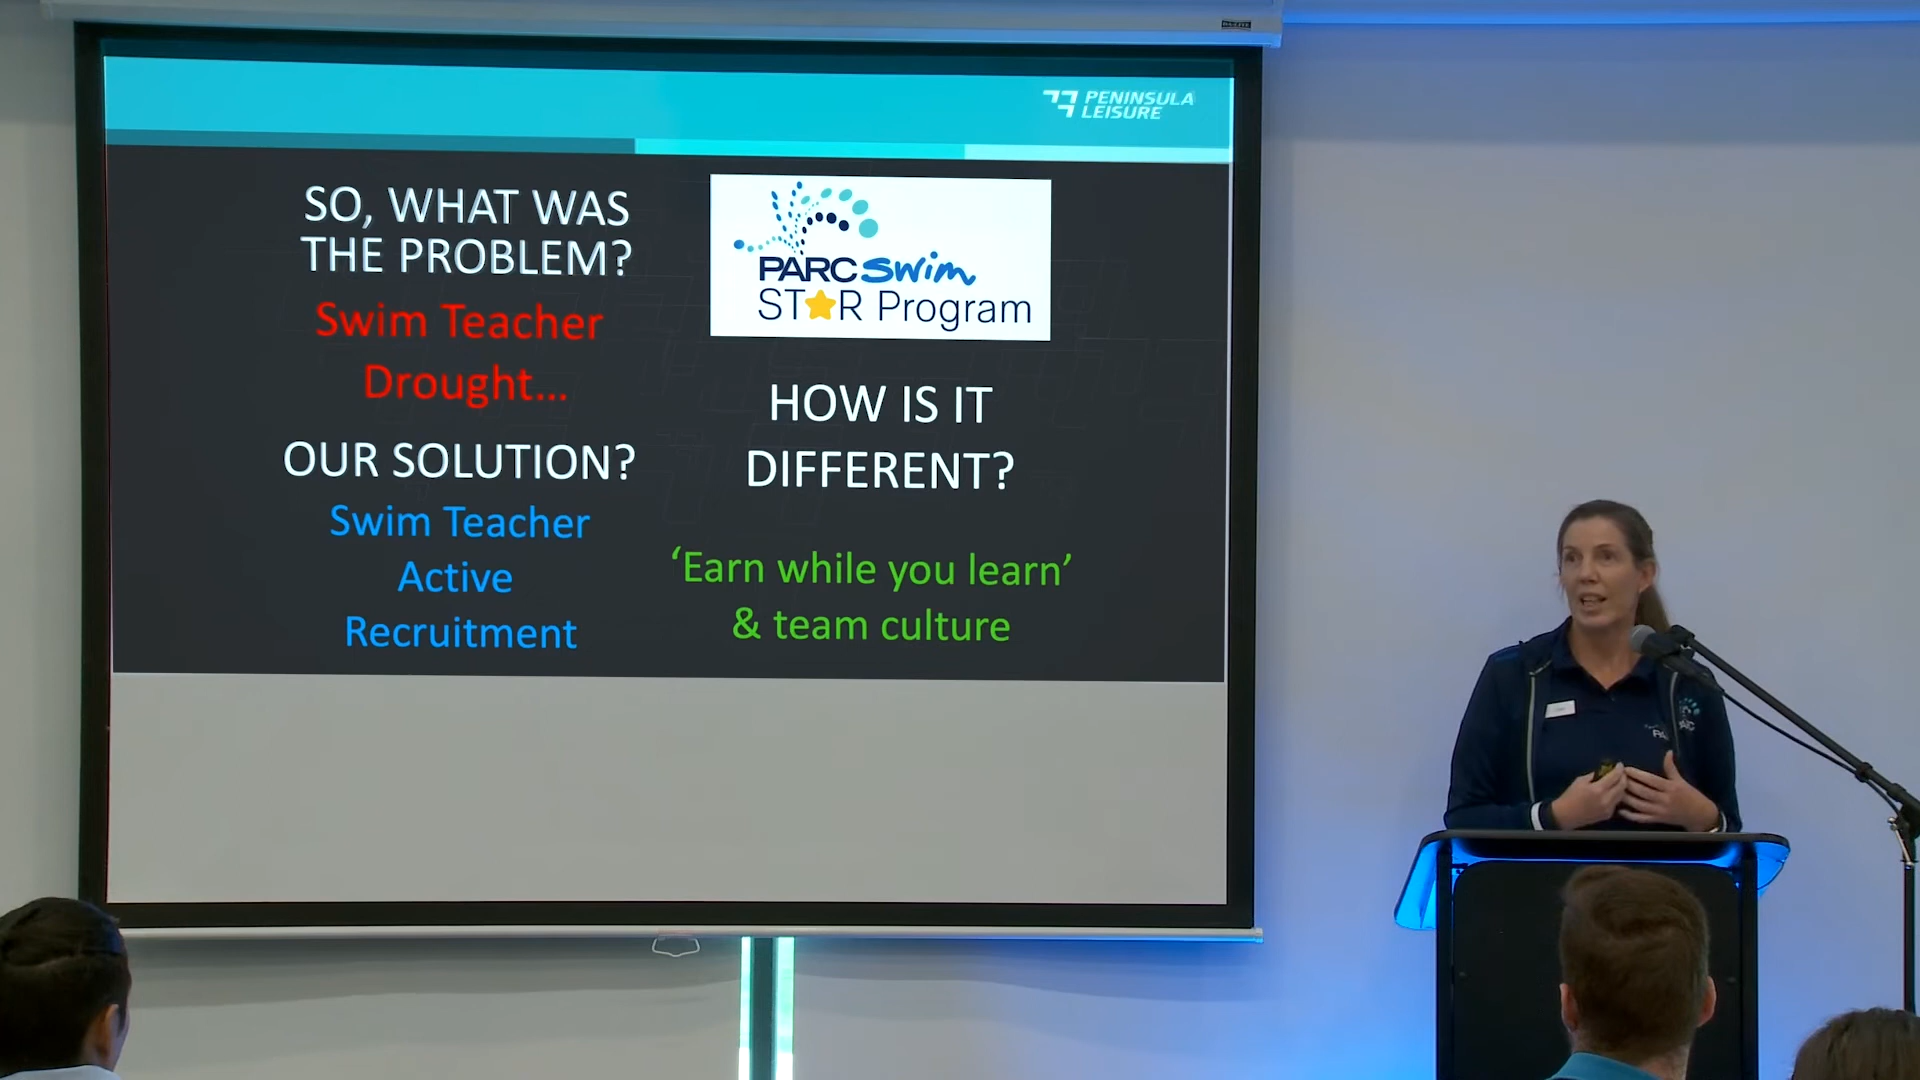 PENINSULA
LEISURE
SO, WHAT WAS
THE PROBLEM?
Swim Teacher
Drought...
OUR SOLUTION?
Swim Teacher
Active
Recruitment
PARC swim
ST★R Program
HOW IS IT
DIFFERENT?
‘Earn while you learn’
& team culture